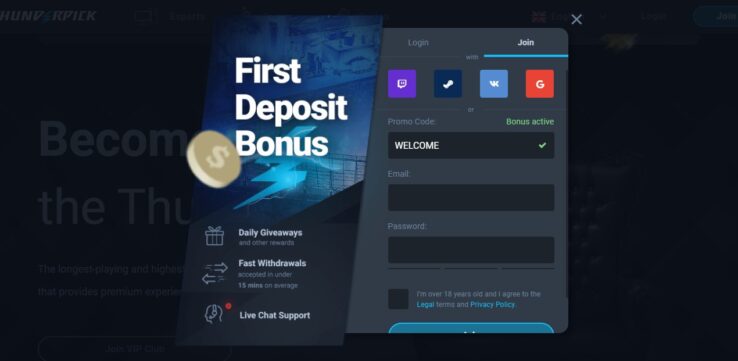 HUNDERPICK
Esports
Login
Join
First
Deposit
Bonus
Daily Giveaways
and other rewards
Fast Withdrawals
accepted in under
15 mins on average
Live Chat Support
Login
Join
with
or
Promo Code:
Bonus active
WELCOME
Email:
Password:
I'm over 18 years old and I agree to the
Legal terms and Privacy Policy.
Becom
the Thu
The longest-playing and highes
that provides premium experie
Join VIP Club